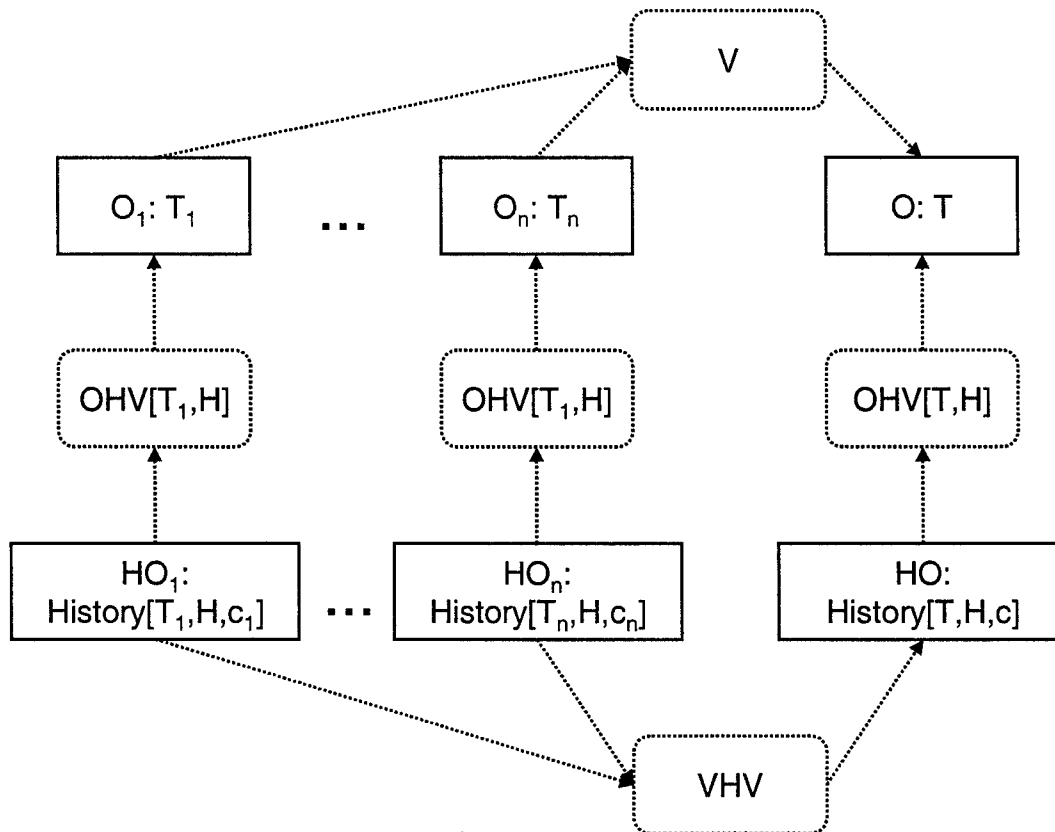 V
O₁: T₁
...
Oₙ: Tₙ
O: T
OHV[T₁,H]
OHV[T₁,H]
OHV[T,H]
HO₁:
History[T₁,H,c₁]
...
HOₙ:
History[Tₙ,H,cₙ]
HO:
History[T,H,c]
VHV